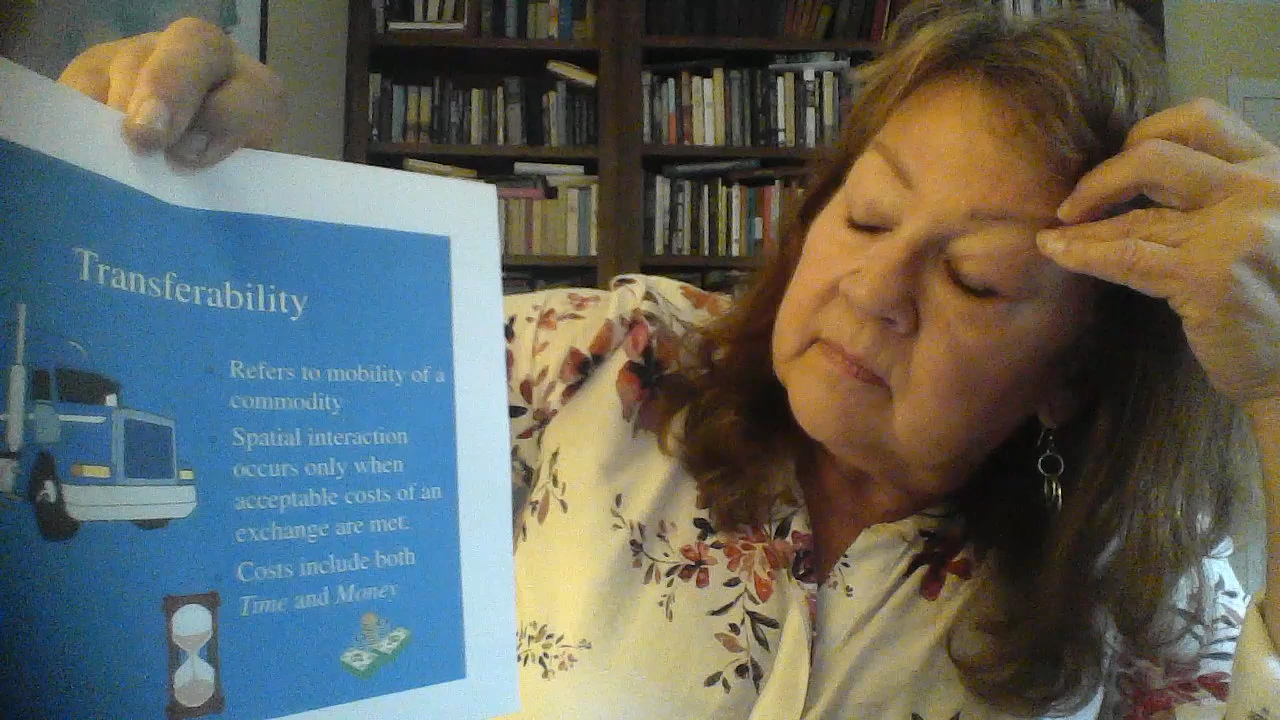 Transferability
Refers to mobility of a
commodity
Spatial interaction
occurs only when
acceptable costs of an
exchange are met.
Costs include both
Time and Money